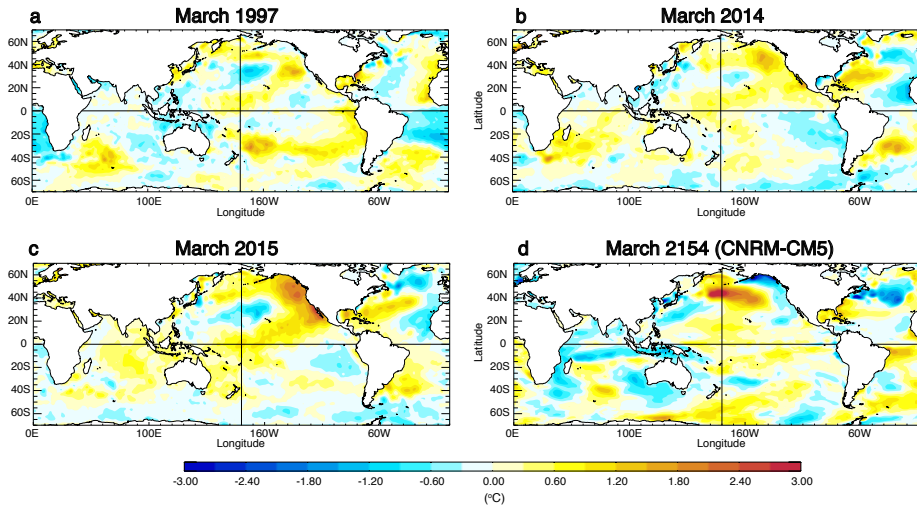 a March 1997
b March 2014
60N
40N
20N
0
20S
40S
60S
0E 100E 160W 60W
Longitude
Latitude
60N
40N
20N
0
20S
40S
60S
0E 100E 160W 60W
Longitude
c March 2015
d March 2154 (CNRM-CM5)
60N
40N
20N
0
20S
40S
60S
0E 100E 160W 60W
Longitude
Latitude
60N
40N
20N
0
20S
40S
60S
0E 100E 160W 60W
Longitude
-3.00 -2.40 -1.80 -1.20 -0.60 0.00 0.60 1.20 1.80 2.40 3.00
(°C)